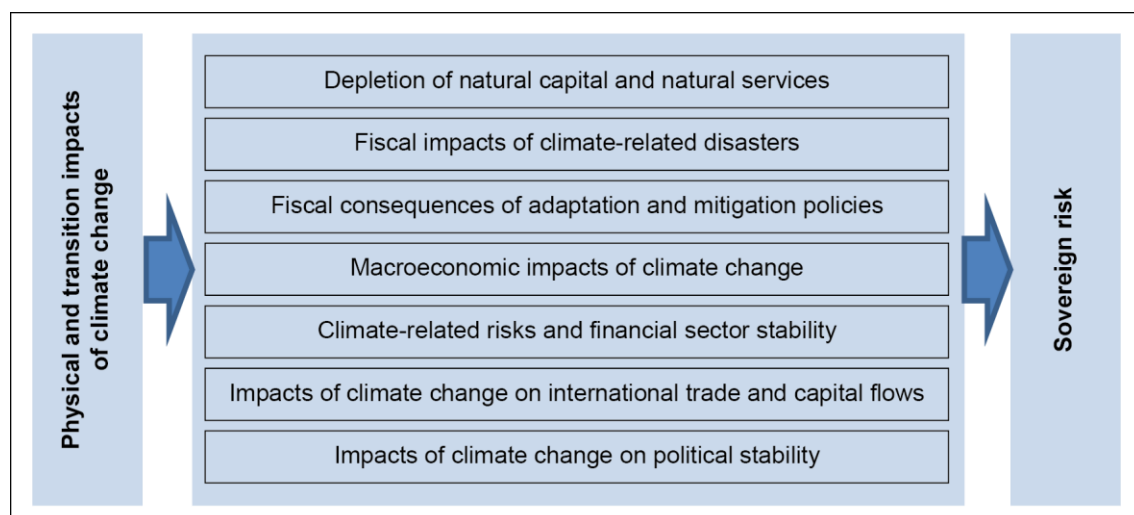 Physical and transition impacts
of climate change
Depletion of natural capital and natural services
Fiscal impacts of climate-related disasters
Fiscal consequences of adaptation and mitigation policies
Macroeconomic impacts of climate change
Climate-related risks and financial sector stability
Impacts of climate change on international trade and capital flows
Impacts of climate change on political stability
Sovereign risk